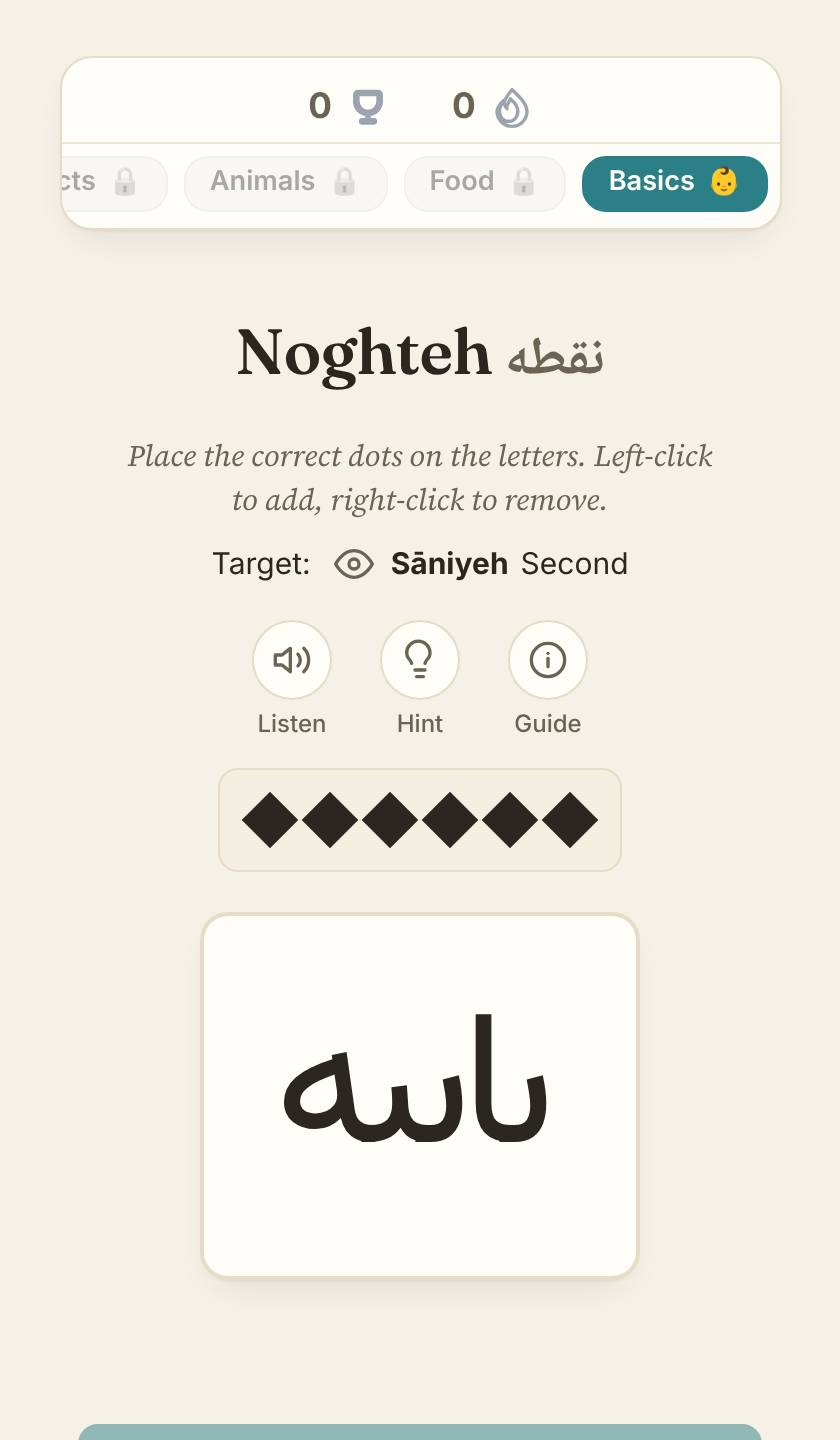 0 0
cts 🔒 Animals 🔒 Food 🔒 Basics 👶
Noghteh نقطه
Place the correct dots on the letters. Left-click
to add, right-click to remove.
Target: Sāniyeh Second
Listen Hint Guide
ٮاٮٮه